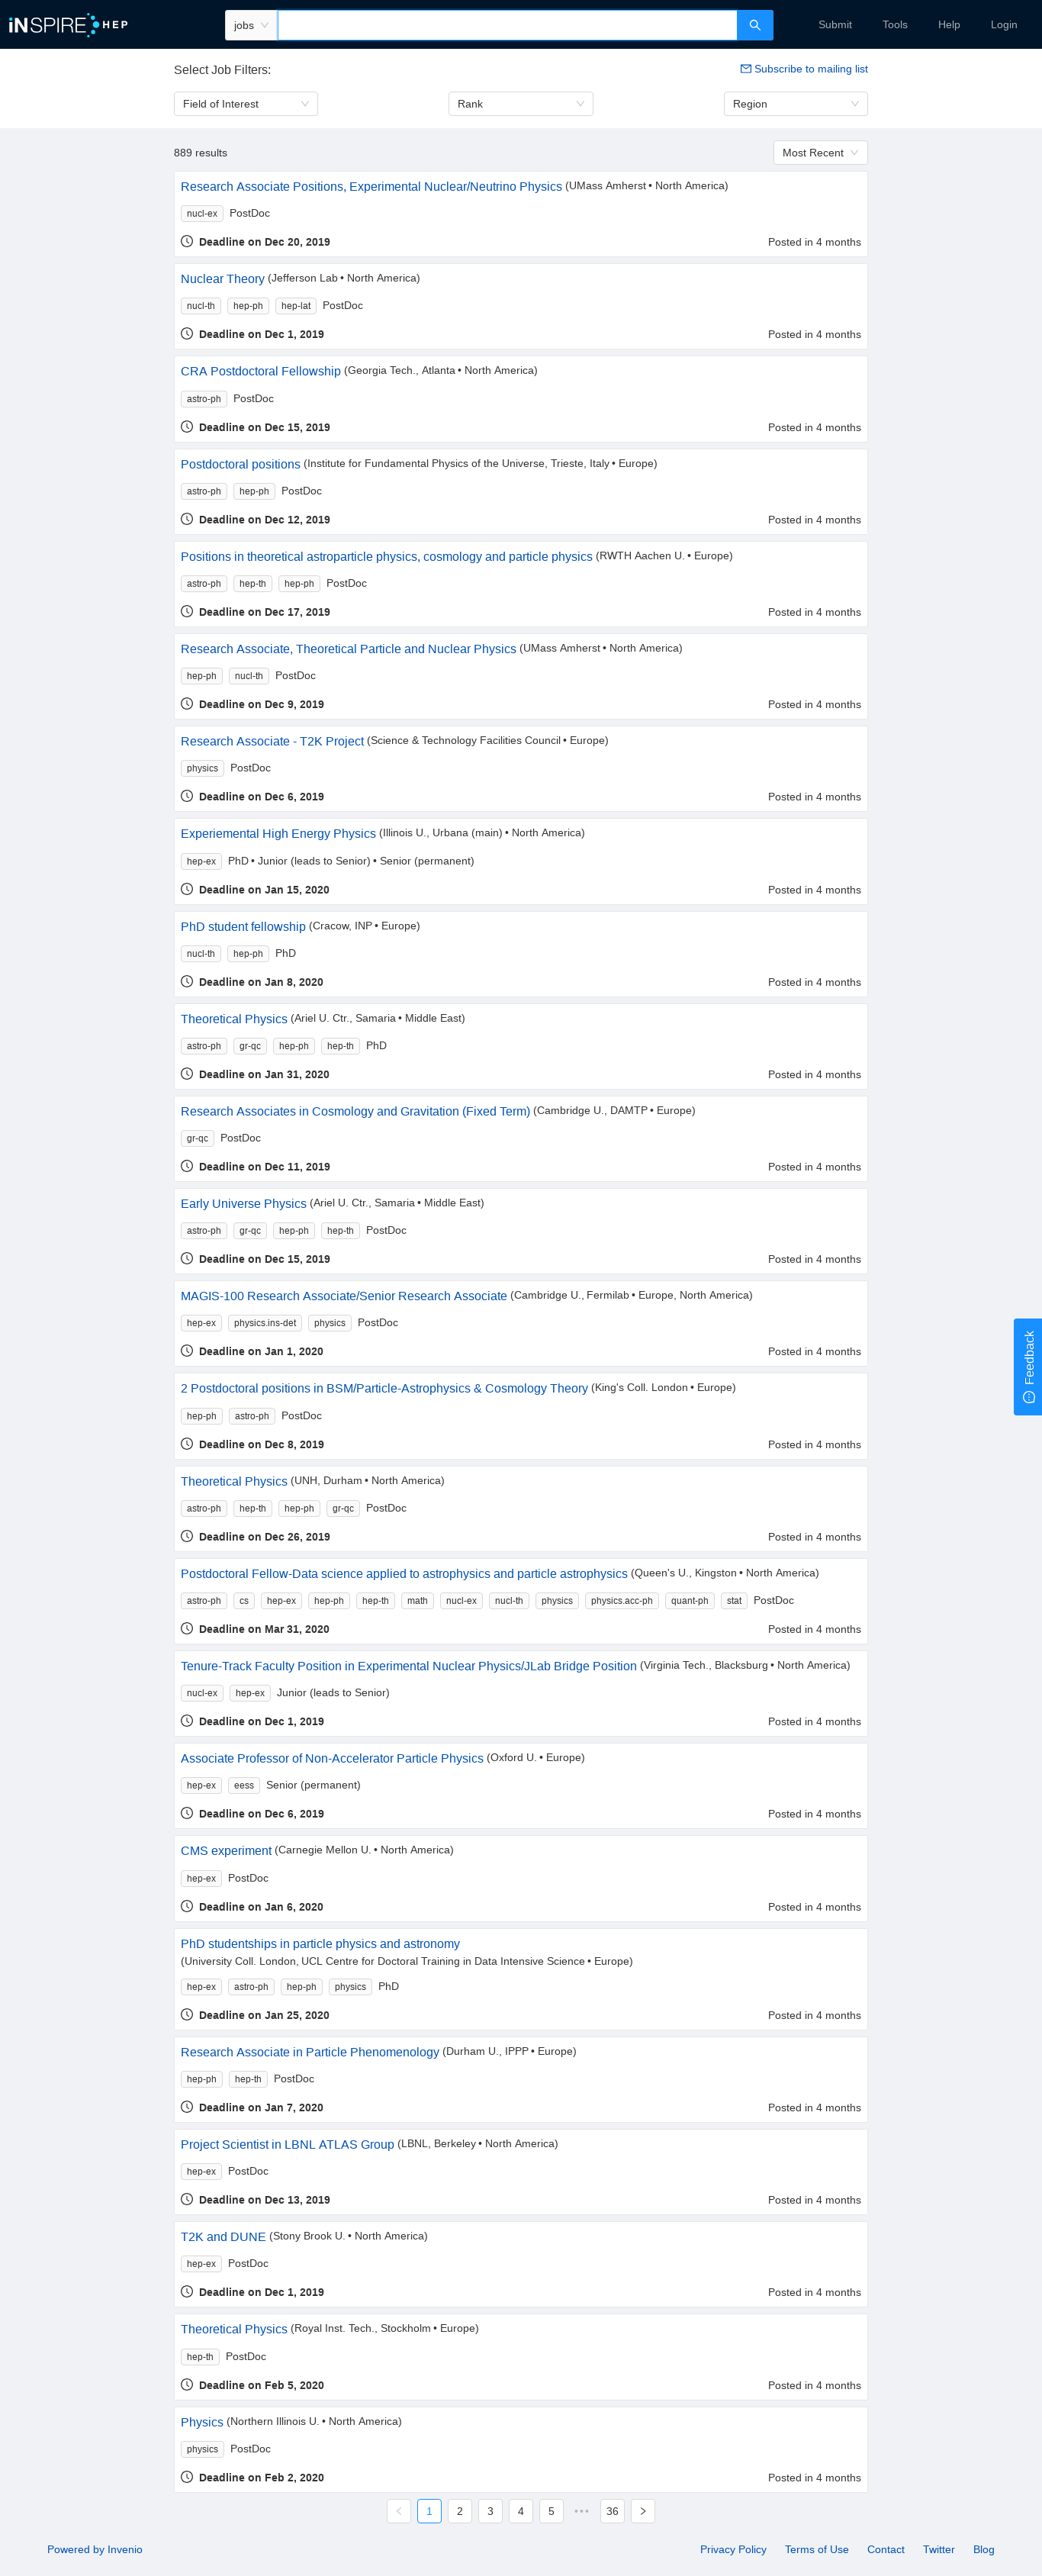 iNSPIRE HEP
jobs
Submit
Tools
Help
Login
Select Job Filters:
Subscribe to mailing list
Field of Interest
Rank
Region
889 results
Most Recent
Research Associate Positions, Experimental Nuclear/Neutrino Physics (UMass Amherst • North America)
nucl-ex PostDoc
Deadline on Dec 20, 2019 Posted in 4 months
Nuclear Theory (Jefferson Lab • North America)
nucl-th hep-ph hep-lat PostDoc
Deadline on Dec 1, 2019 Posted in 4 months
CRA Postdoctoral Fellowship (Georgia Tech., Atlanta • North America)
astro-ph PostDoc
Deadline on Dec 15, 2019 Posted in 4 months
Postdoctoral positions (Institute for Fundamental Physics of the Universe, Trieste, Italy • Europe)
astro-ph hep-ph PostDoc
Deadline on Dec 12, 2019 Posted in 4 months
Positions in theoretical astroparticle physics, cosmology and particle physics (RWTH Aachen U. • Europe)
astro-ph hep-th hep-ph PostDoc
Deadline on Dec 17, 2019 Posted in 4 months
Research Associate, Theoretical Particle and Nuclear Physics (UMass Amherst • North America)
hep-ph nucl-th PostDoc
Deadline on Dec 9, 2019 Posted in 4 months
Research Associate - T2K Project (Science & Technology Facilities Council • Europe)
physics PostDoc
Deadline on Dec 6, 2019 Posted in 4 months
Experiemental High Energy Physics (Illinois U., Urbana (main) • North America)
hep-ex PhD • Junior (leads to Senior) • Senior (permanent)
Deadline on Jan 15, 2020 Posted in 4 months
PhD student fellowship (Cracow, INP • Europe)
nucl-th hep-ph PhD
Deadline on Jan 8, 2020 Posted in 4 months
Theoretical Physics (Ariel U. Ctr., Samaria • Middle East)
astro-ph gr-qc hep-ph hep-th PhD
Deadline on Jan 31, 2020 Posted in 4 months
Research Associates in Cosmology and Gravitation (Fixed Term) (Cambridge U., DAMTP • Europe)
gr-qc PostDoc
Deadline on Dec 11, 2019 Posted in 4 months
Early Universe Physics (Ariel U. Ctr., Samaria • Middle East)
astro-ph gr-qc hep-ph hep-th PostDoc
Deadline on Dec 15, 2019 Posted in 4 months
MAGIS-100 Research Associate/Senior Research Associate (Cambridge U., Fermilab • Europe, North America)
hep-ex physics.ins-det physics PostDoc
Deadline on Jan 1, 2020 Posted in 4 months
Feedback
2 Postdoctoral positions in BSM/Particle-Astrophysics & Cosmology Theory (King's Coll. London • Europe)
hep-ph astro-ph PostDoc
Deadline on Dec 8, 2019 Posted in 4 months
Theoretical Physics (UNH, Durham • North America)
astro-ph hep-th hep-ph gr-qc PostDoc
Deadline on Dec 26, 2019 Posted in 4 months
Postdoctoral Fellow-Data science applied to astrophysics and particle astrophysics (Queen's U., Kingston • North America)
astro-ph cs hep-ex hep-ph hep-th math nucl-ex nucl-th physics physics.acc-ph quant-ph stat PostDoc
Deadline on Mar 31, 2020 Posted in 4 months
Tenure-Track Faculty Position in Experimental Nuclear Physics/JLab Bridge Position (Virginia Tech., Blacksburg • North America)
nucl-ex hep-ex Junior (leads to Senior)
Deadline on Dec 1, 2019 Posted in 4 months
Associate Professor of Non-Accelerator Particle Physics (Oxford U. • Europe)
hep-ex eess Senior (permanent)
Deadline on Dec 6, 2019 Posted in 4 months
CMS experiment (Carnegie Mellon U. • North America)
hep-ex PostDoc
Deadline on Jan 6, 2020 Posted in 4 months
PhD studentships in particle physics and astronomy
(University Coll. London, UCL Centre for Doctoral Training in Data Intensive Science • Europe)
hep-ex astro-ph hep-ph physics PhD
Deadline on Jan 25, 2020 Posted in 4 months
Research Associate in Particle Phenomenology (Durham U., IPPP • Europe)
hep-ph hep-th PostDoc
Deadline on Jan 7, 2020 Posted in 4 months
Project Scientist in LBNL ATLAS Group (LBNL, Berkeley • North America)
hep-ex PostDoc
Deadline on Dec 13, 2019 Posted in 4 months
T2K and DUNE (Stony Brook U. • North America)
hep-ex PostDoc
Deadline on Dec 1, 2019 Posted in 4 months
Theoretical Physics (Royal Inst. Tech., Stockholm • Europe)
hep-th PostDoc
Deadline on Feb 5, 2020 Posted in 4 months
Physics (Northern Illinois U. • North America)
physics PostDoc
Deadline on Feb 2, 2020 Posted in 4 months
1 2 3 4 5 ••• 36
Powered by Invenio
Privacy Policy
Terms of Use
Contact
Twitter
Blog